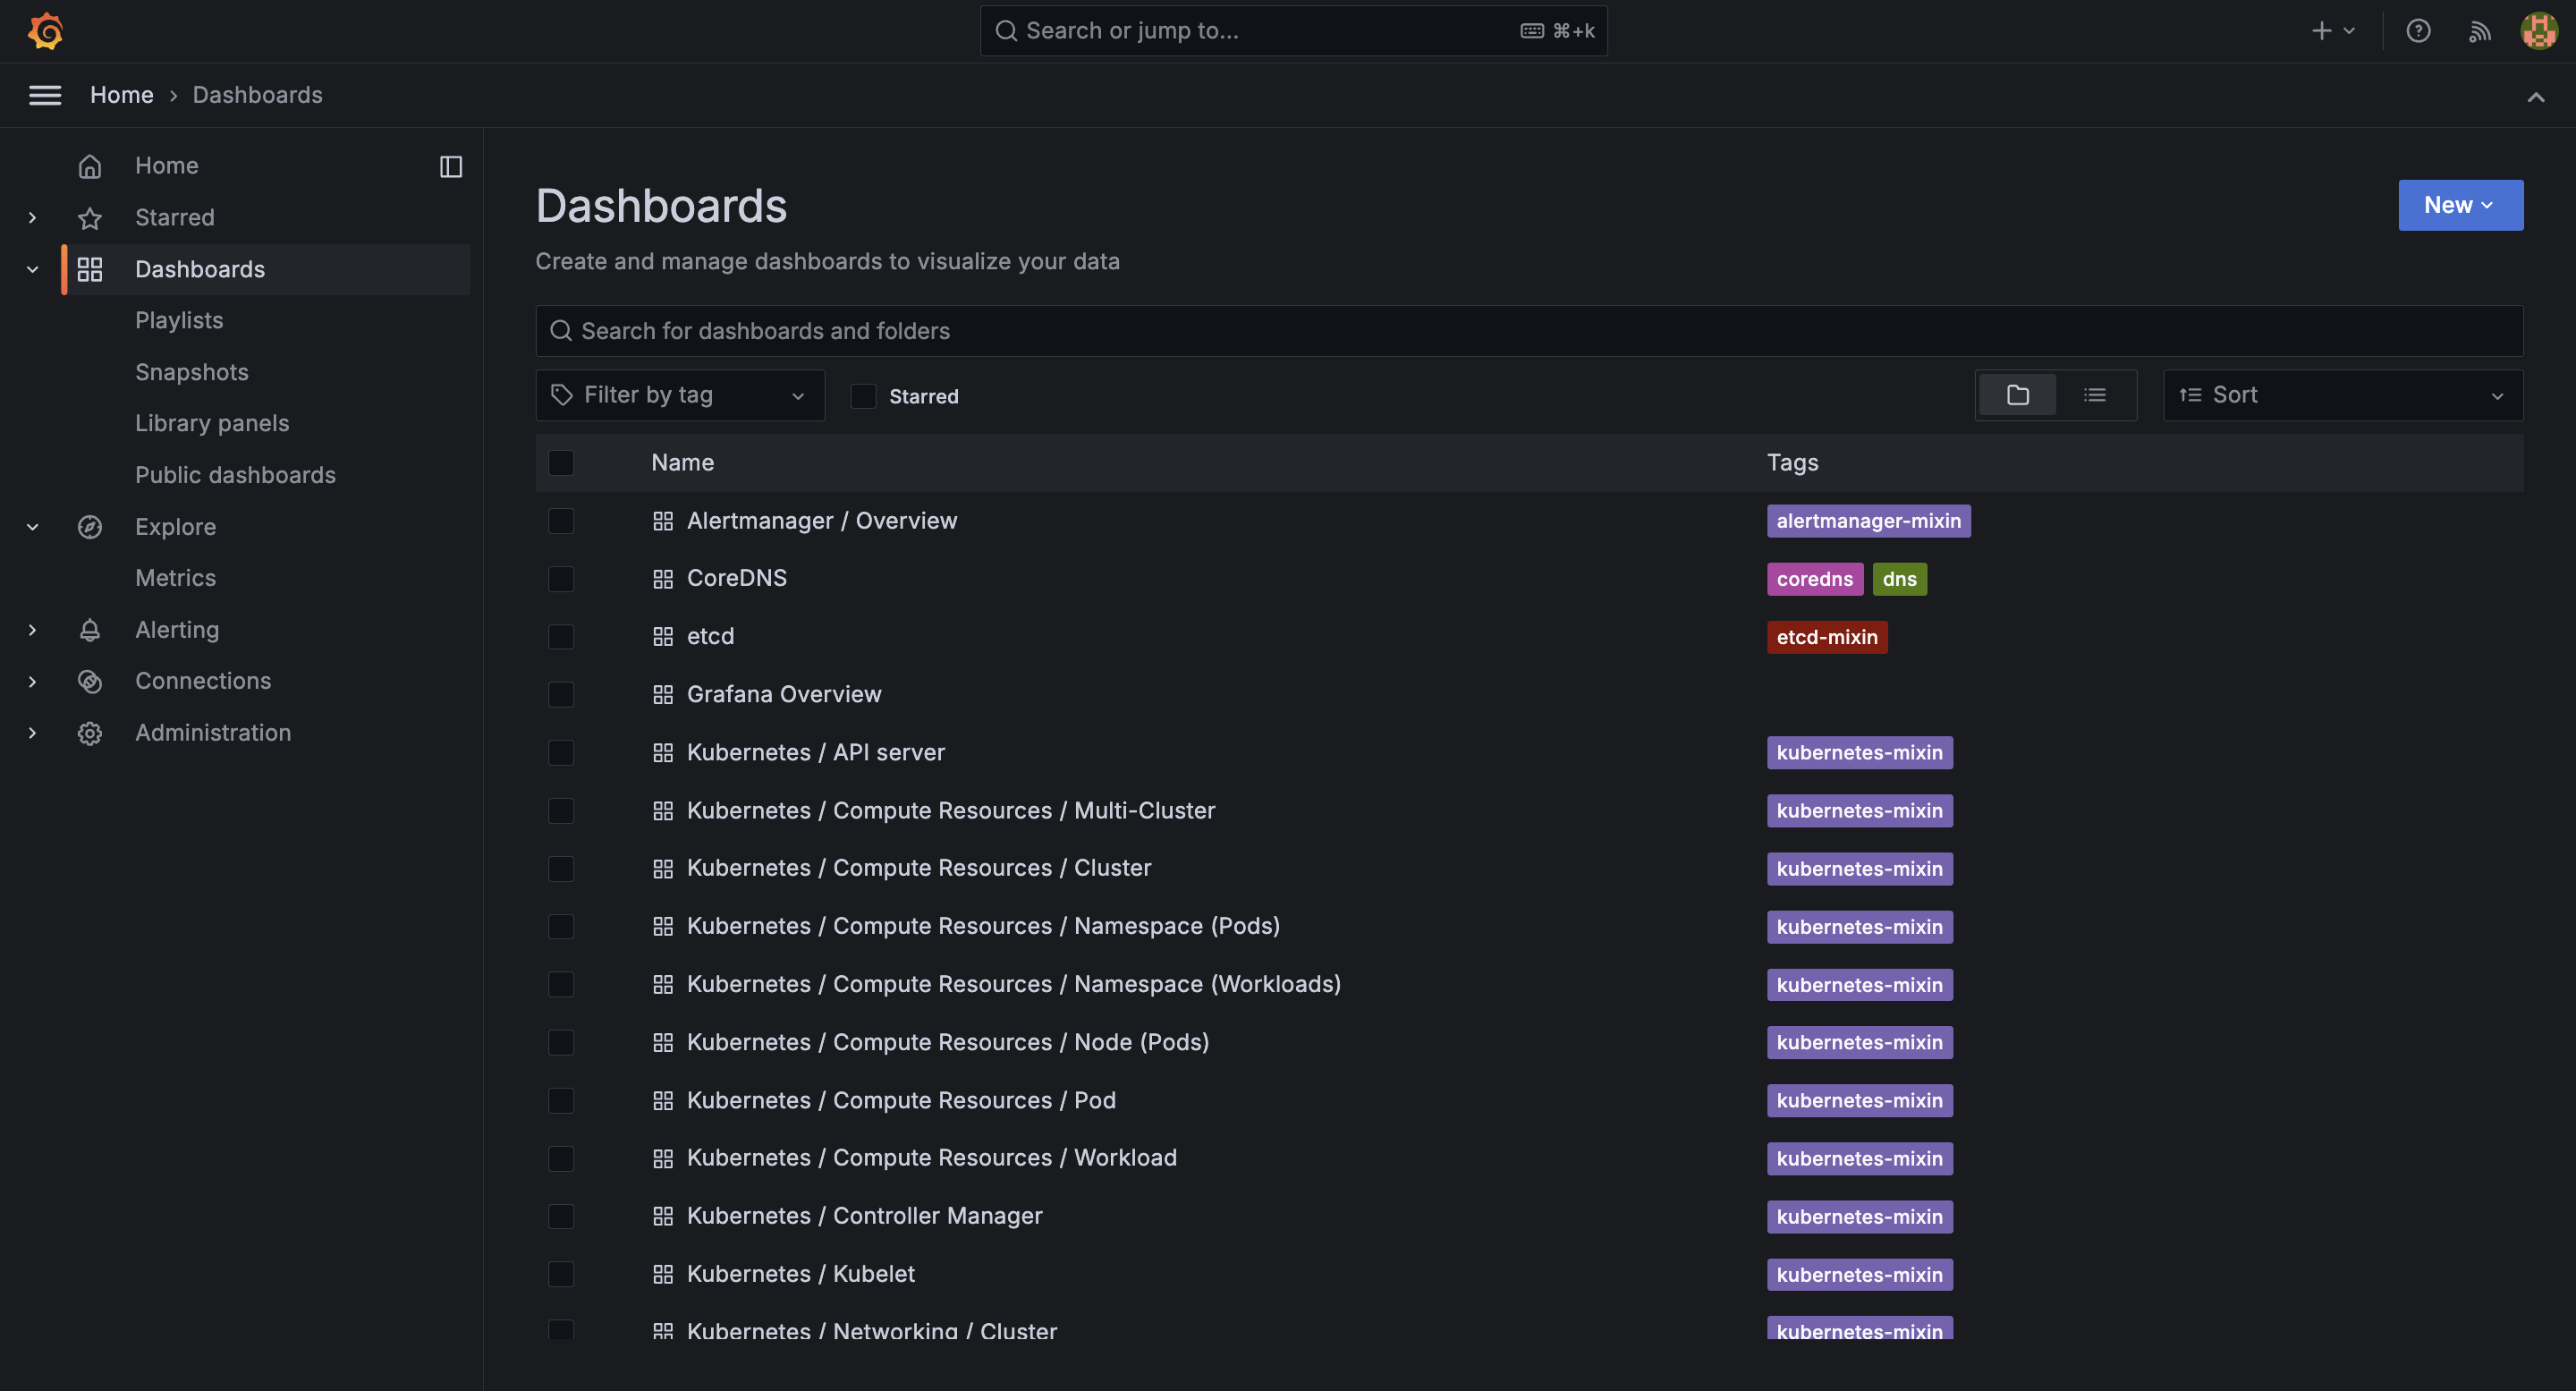 Search or jump to... ⌘+k
Home › Dashboards
Home
Starred
Dashboards
Playlists
Snapshots
Library panels
Public dashboards
Explore
Metrics
Alerting
Connections
Administration
Dashboards
New
Create and manage dashboards to visualize your data
Search for dashboards and folders
Filter by tag Starred Sort
Name Tags
Alertmanager / Overview alertmanager-mixin
CoreDNS coredns dns
etcd etcd-mixin
Grafana Overview
Kubernetes / API server kubernetes-mixin
Kubernetes / Compute Resources / Multi-Cluster kubernetes-mixin
Kubernetes / Compute Resources / Cluster kubernetes-mixin
Kubernetes / Compute Resources / Namespace (Pods) kubernetes-mixin
Kubernetes / Compute Resources / Namespace (Workloads) kubernetes-mixin
Kubernetes / Compute Resources / Node (Pods) kubernetes-mixin
Kubernetes / Compute Resources / Pod kubernetes-mixin
Kubernetes / Compute Resources / Workload kubernetes-mixin
Kubernetes / Controller Manager kubernetes-mixin
Kubernetes / Kubelet kubernetes-mixin
Kubernetes / Networking / Cluster kubernetes-mixin